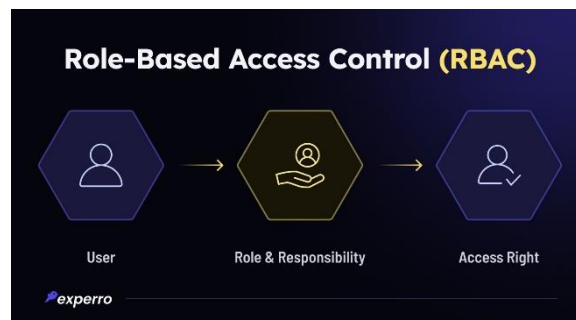 Role-Based Access Control (RBAC)
User
Role & Responsibility
Access Right
experro